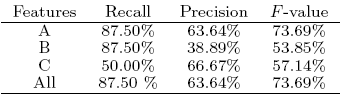 Features Recall Precision F-value
A 87.50% 63.64% 73.69%
B 87.50% 38.89% 53.85%
C 50.00% 66.67% 57.14%
All 87.50 % 63.64% 73.69%